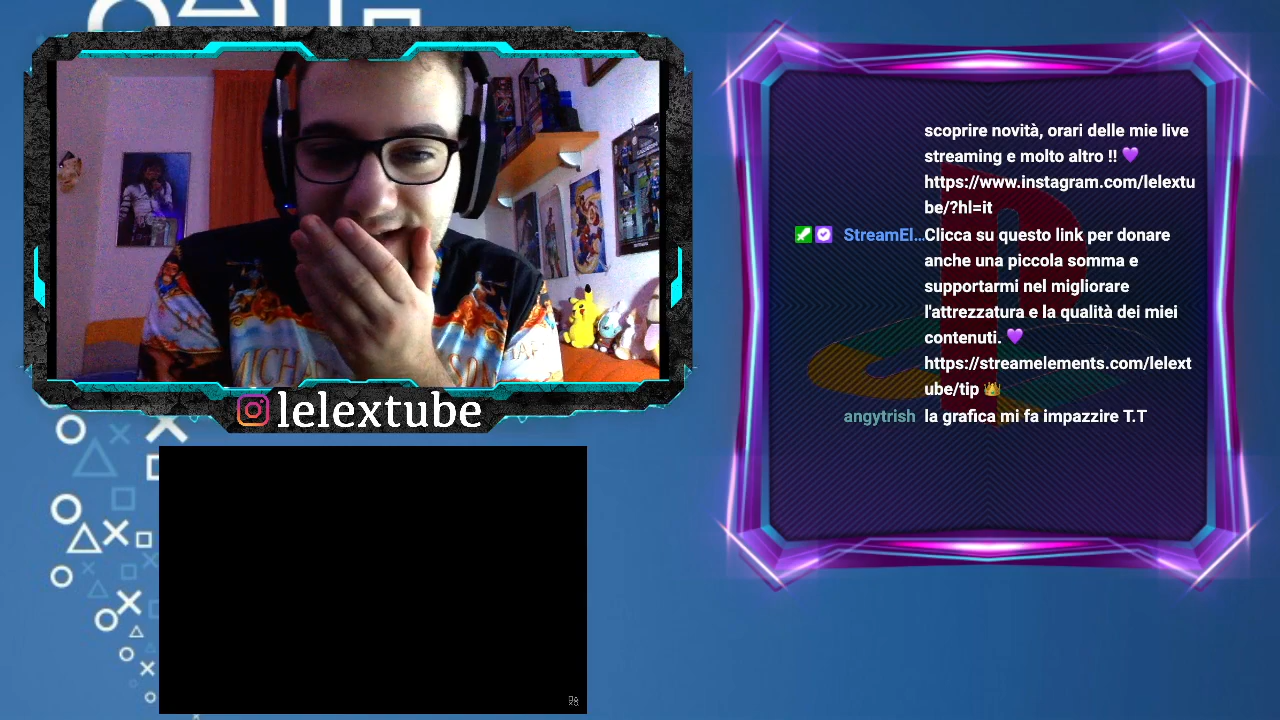 lelextube
scoprire novità, orari delle mie live
streaming e molto altro !! 💜
https://www.instagram.com/lelextu
be/?hl=it
StreamEl...Clicca su questo link per donare
anche una piccola somma e
supportarmi nel migliorare
l'attrezzatura e la qualità dei miei
contenuti. 💜
https://streamelements.com/lelext
ube/tip 👑
angytrish la grafica mi fa impazzire T.T